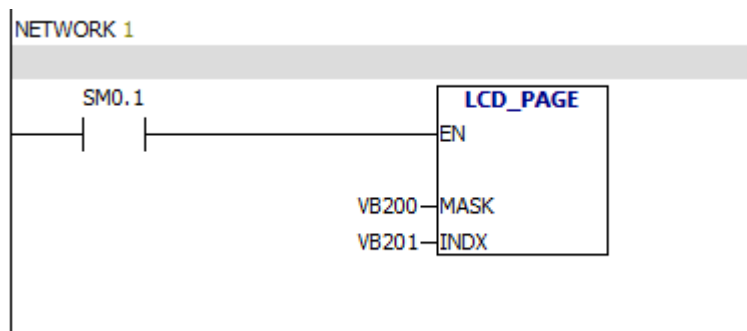 NETWORK 1
SM0.1
LCD_PAGE
EN
VB200 MASK
VB201 INDX